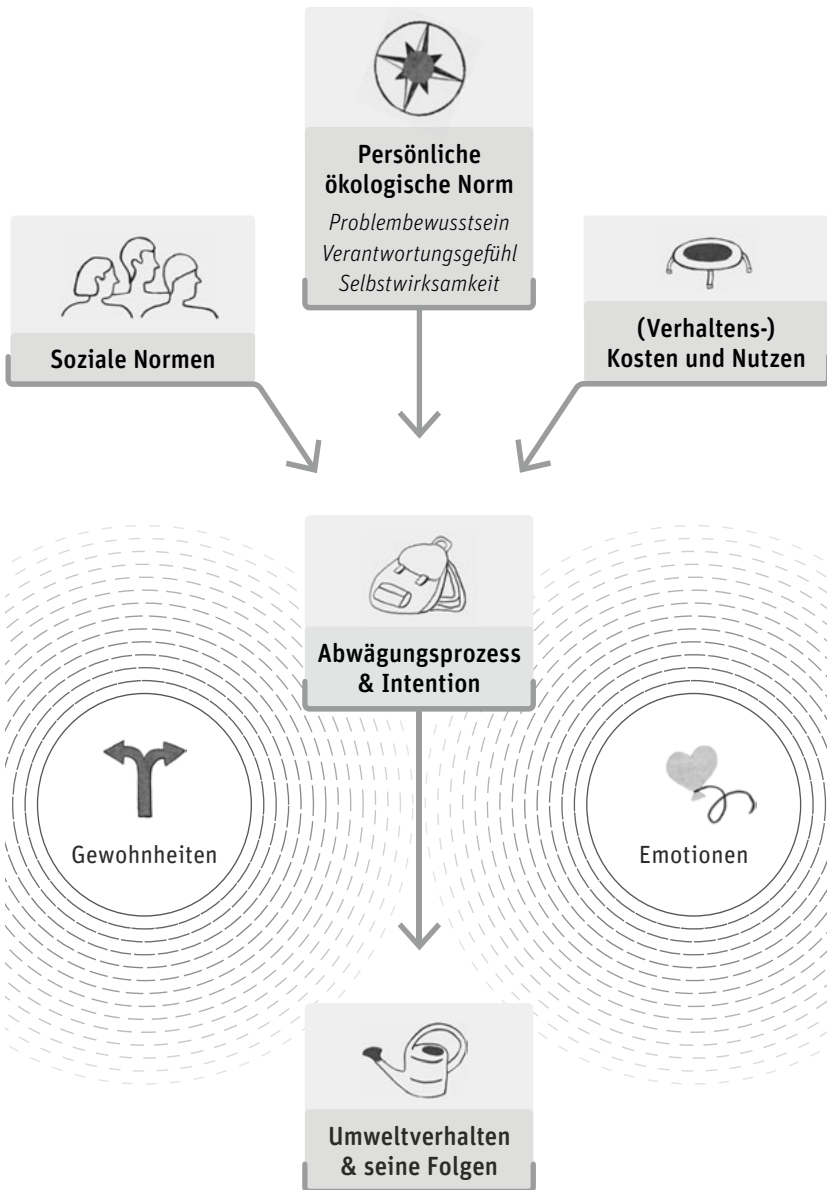 Persönliche
ökologische Norm
Problembewusstsein
Verantwortungsgefühl
Selbstwirksamkeit
Soziale Normen
(Verhaltens-)
Kosten und Nutzen
Abwägungsprozess
& Intention
Gewohnheiten
Emotionen
Umweltverhalten
& seine Folgen